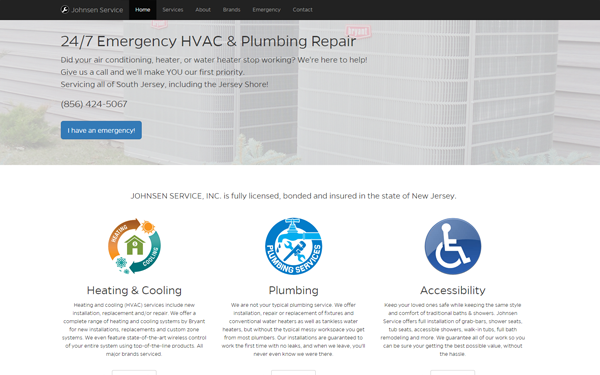 Johnsen Service Home Services About Brands Emergency Contact
24/7 Emergency HVAC & Plumbing Repair
Did your air conditioning, heater, or water heater stop working? We're here to help!
Give us a call and we'll make YOU our first priority.
Servicing all of South Jersey, including the Jersey Shore!
(856) 424-5067
I have an emergency!
JOHNSEN SERVICE, INC. is fully licensed, bonded and insured in the state of New Jersey.
HEATING
COOLING
PLUMBING SERVICES
Heating & Cooling
Heating and cooling (HVAC) services include new
installation, replacement and/or repair. We offer a
complete range of heating and cooling systems by Bryant
for new installations, replacements and custom zone
systems. We even feature state-of-the-art wireless control
of your entire system using top-of-the-line products. All
major brands serviced.
Plumbing
We are not your typical plumbing service. We offer
installation, repair or replacement of fixtures and
conventional water heaters as well as tankless water
heaters, but without the typical messy workspace you get
from most plumbers. Our installations are guaranteed to
work the first time with no leaks, and when we leave, you'll
never even know we were there.
Accessibility
Keep your loved ones safe while keeping the same style
and comfort of traditional baths & showers. Johnsen
Service offers full installation of grab-bars, shower seats,
tub seats, accessible showers, walk-in tubs, full bath
remodeling and more. We guarantee all of our work so you
can be sure your getting the best possible value, without
the hassle.